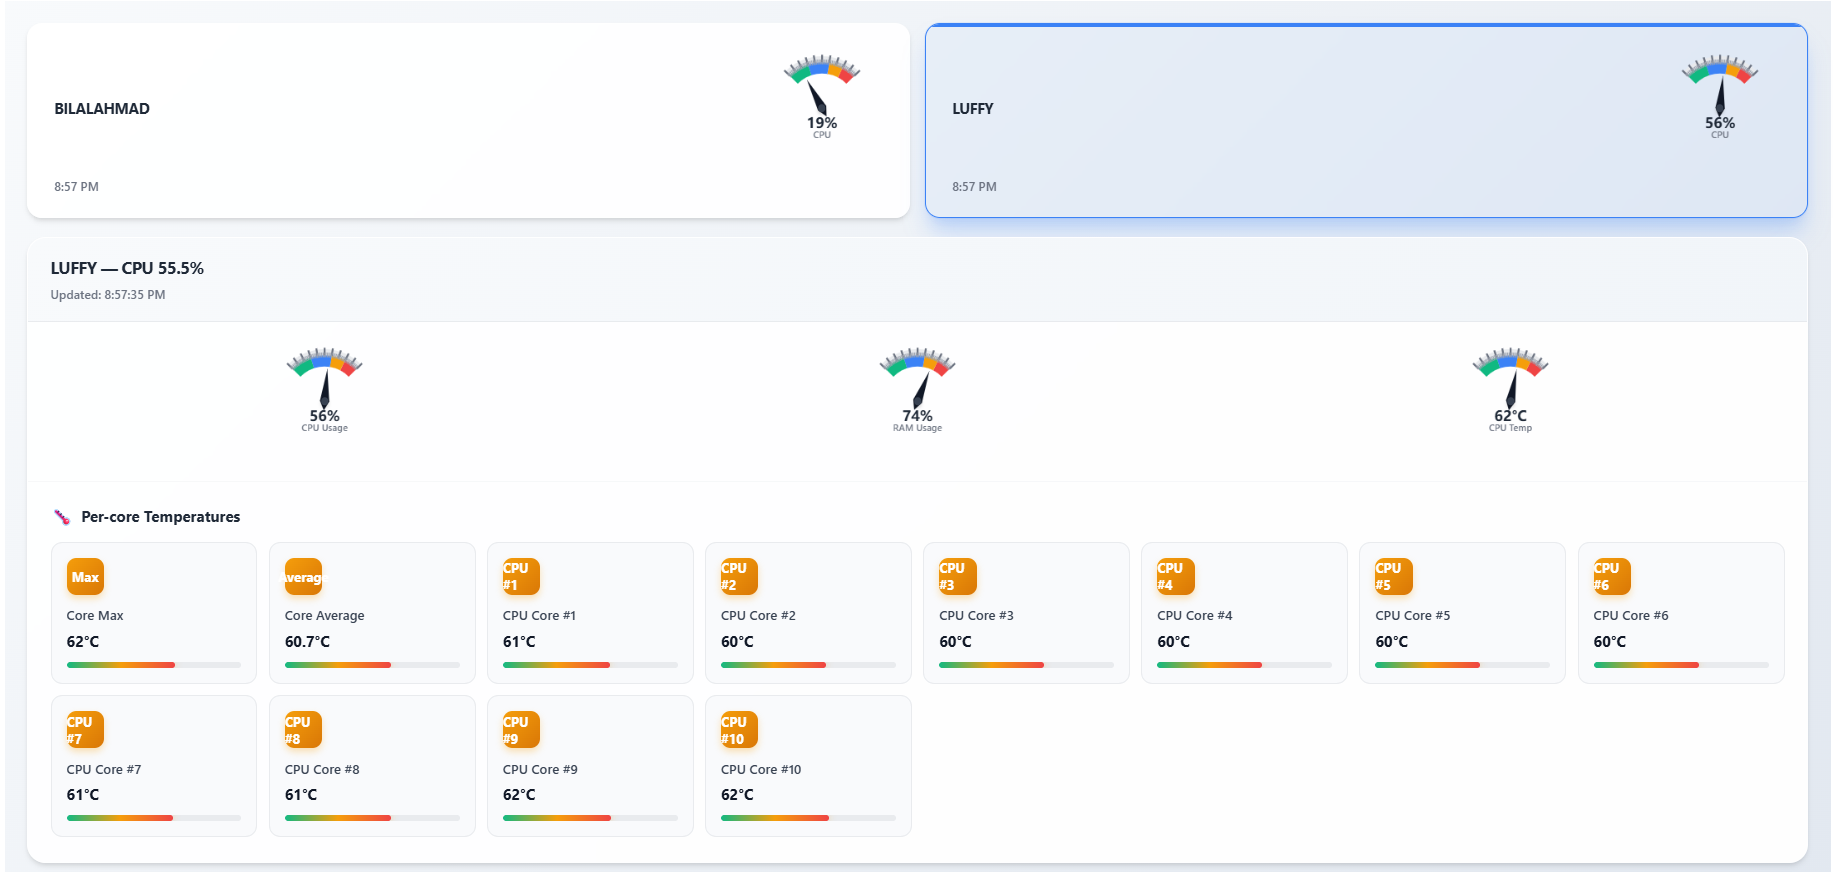 BILALAHMAD
19%
CPU
8:57 PM
LUFFY
56%
CPU
8:57 PM
LUFFY — CPU 55.5%
Updated: 8:57:35 PM
56%
CPU Usage
74%
RAM Usage
62°C
CPU Temp
Per-core Temperatures
Max
Core Max
62°C
Average
Core Average
60.7°C
CPU
#1
CPU Core #1
61°C
CPU
#2
CPU Core #2
60°C
CPU
#3
CPU Core #3
60°C
CPU
#4
CPU Core #4
60°C
CPU
#5
CPU Core #5
60°C
CPU
#6
CPU Core #6
60°C
CPU
#7
CPU Core #7
61°C
CPU
#8
CPU Core #8
61°C
CPU
#9
CPU Core #9
62°C
CPU
#10
CPU Core #10
62°C